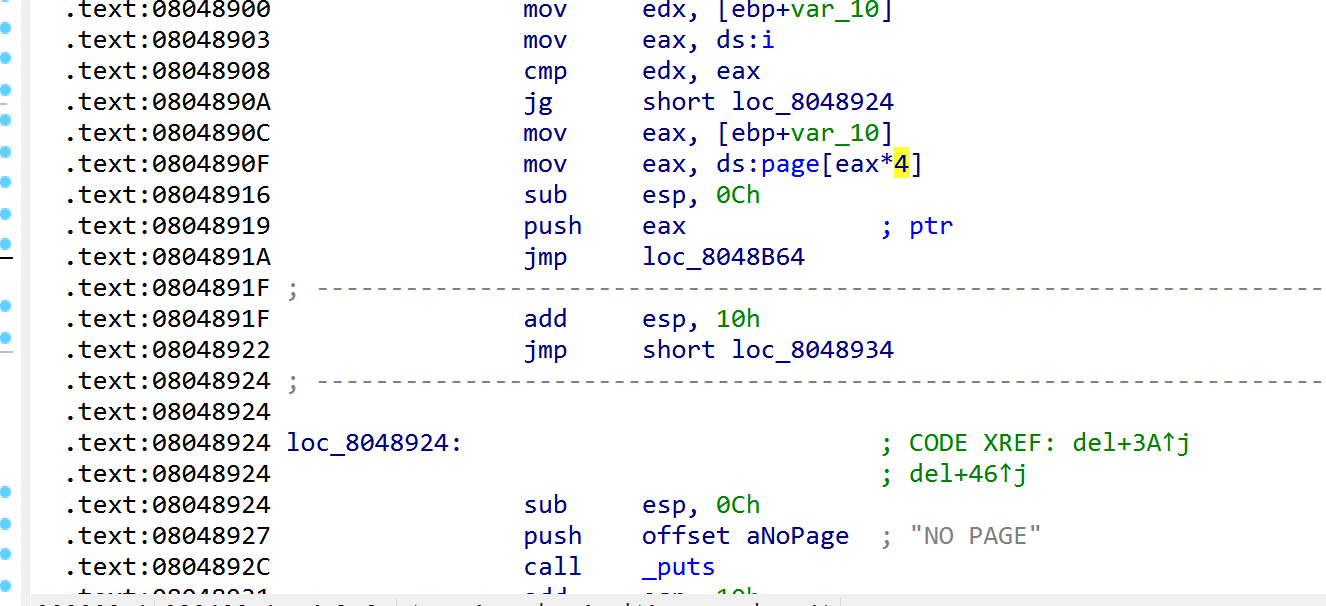 .text:08048900 mov edx, [ebp+var_10]
.text:08048903 mov eax, ds:i
.text:08048908 cmp edx, eax
.text:0804890A jg short loc_8048924
.text:0804890C mov eax, [ebp+var_10]
.text:0804890F mov eax, ds:page[eax*4]
.text:08048916 sub esp, 0Ch
.text:08048919 push eax ; ptr
.text:0804891A jmp loc_8048B64
.text:0804891F ; ---------------------------------------------------------------------
.text:0804891F add esp, 10h
.text:08048922 jmp short loc_8048934
.text:08048924 ; ---------------------------------------------------------------------
.text:08048924
.text:08048924 loc_8048924: ; CODE XREF: del+3A↑j
.text:08048924 ; del+46↑j
.text:08048924 sub esp, 0Ch
.text:08048927 push offset aNoPage ; "NO PAGE"
.text:0804892C call _puts